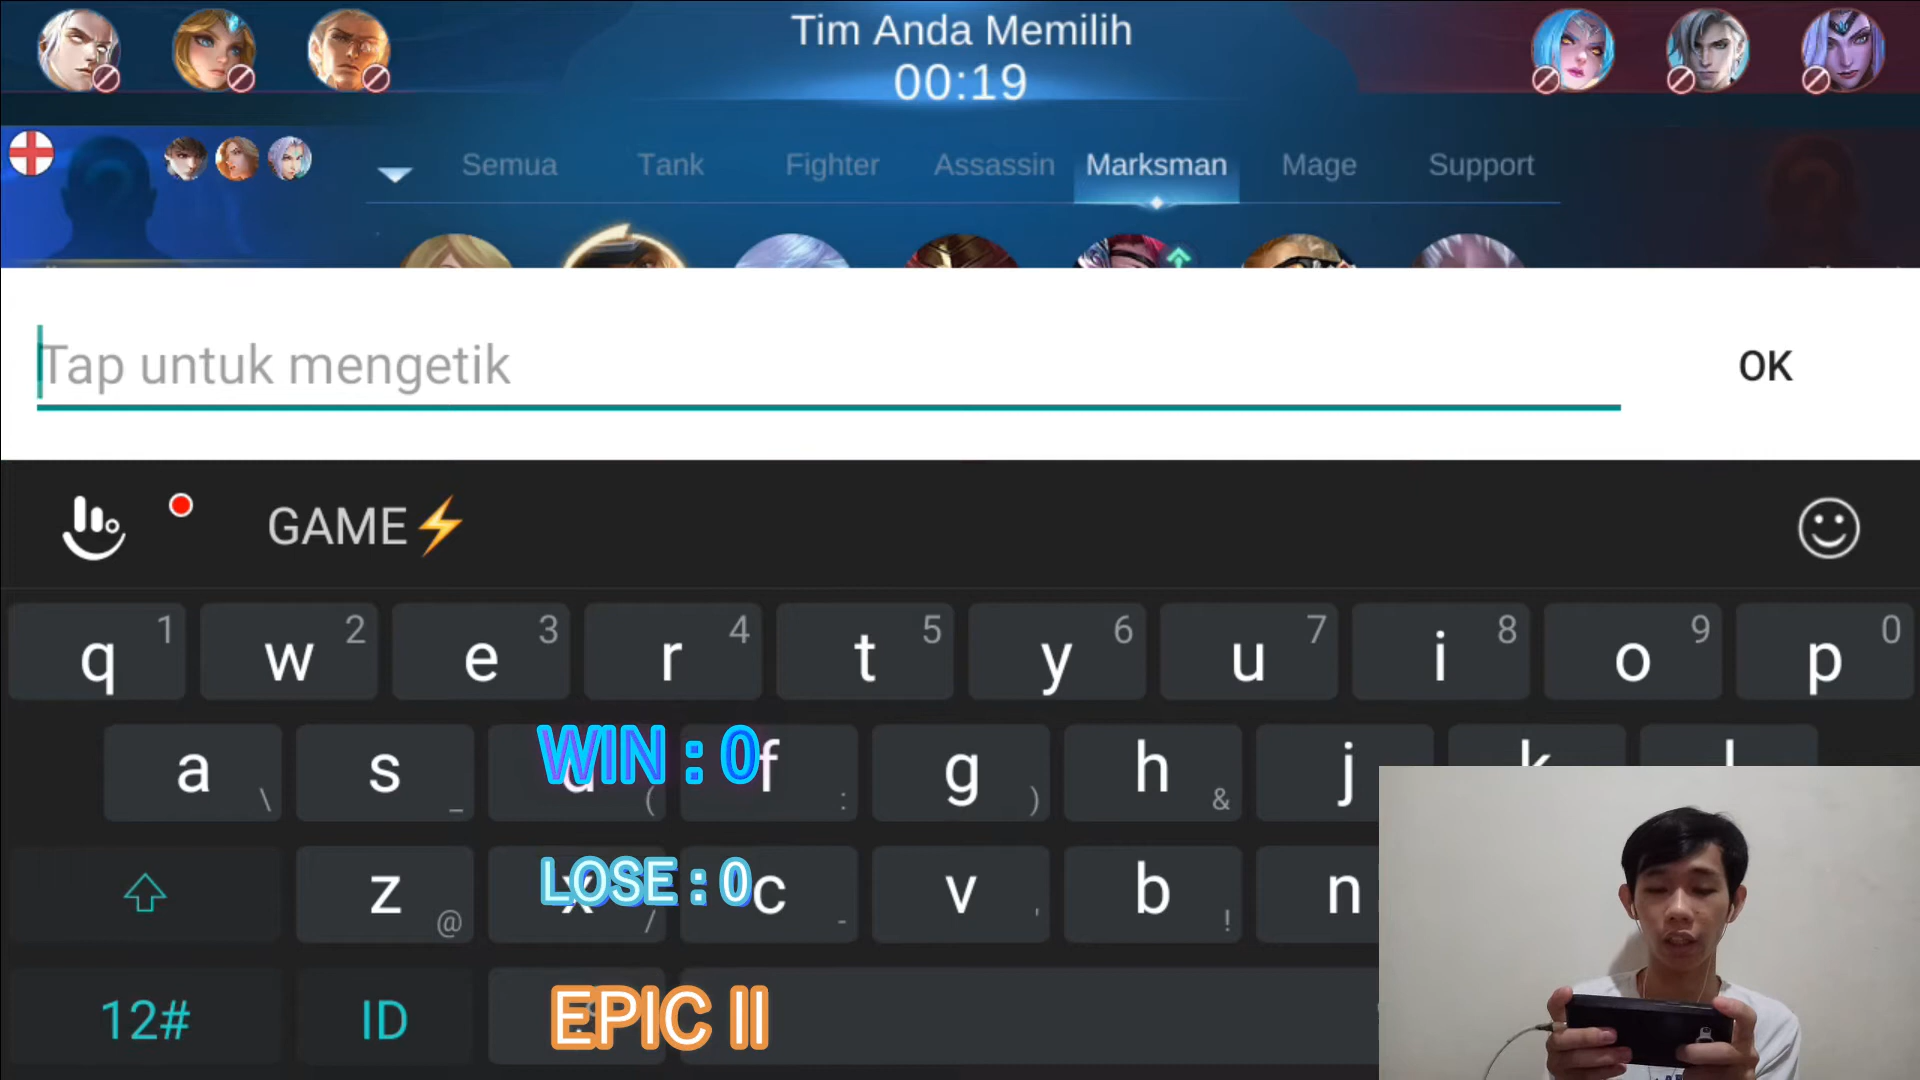 Tim Anda Memilih
00:19
Semua Tank Fighter Assassin Marksman Mage Support
Tap untuk mengetik
OK
GAME⚡
q 1 w 2 e 3 r 4 t 5 y 6 u 7 i 8 o 9 p 0
a \ s _ d ( f : g ) h & j k l
WIN : 0
z @ x / c - v ' b ! n
LOSE : 0
12# ID
EPIC II